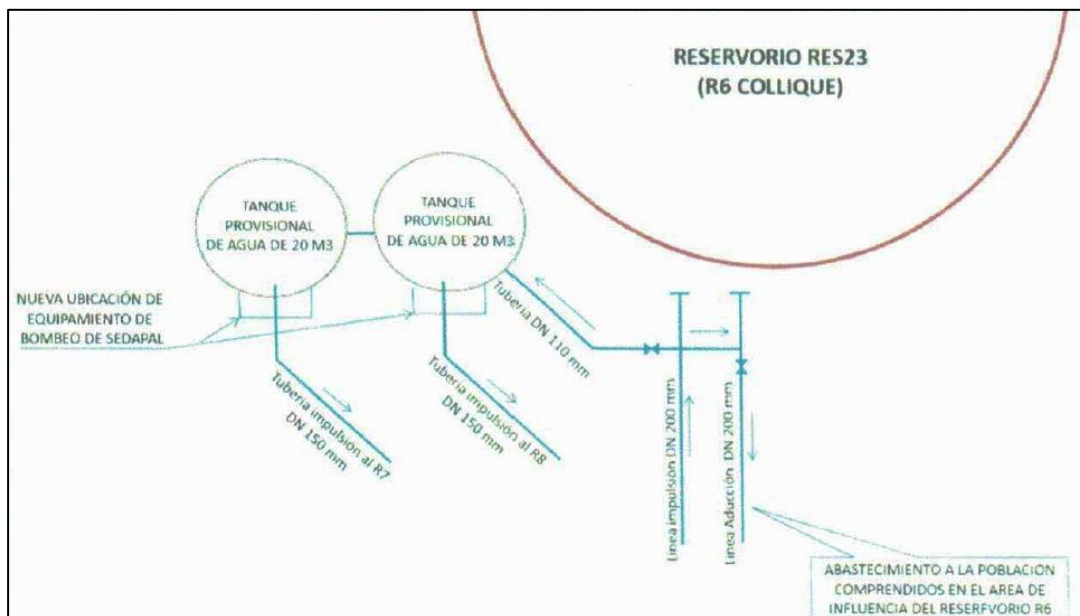 RESERVORIO RES23
(R6 COLLIQUE)
TANQUE
PROVISIONAL
DE AGUA DE 20 M3
TANQUE
PROVISIONAL
DE AGUA DE 20 M3
NUEVA UBICACIÓN DE
EQUIPAMIENTO DE
BOMBEO DE SEDAPAL
Tubería DN 110 mm
Tubería impulsión al R7
DN 150 mm
Tubería impulsión al R8
DN 150 mm
Linea impulsión DN 200 mm
Linea Aducción DN 200 mm
ABASTECIMIENTO A LA POBLACION
COMPRENDIDOS EN EL AREA DE
INFLUENCIA DEL RESERFVORIO R6